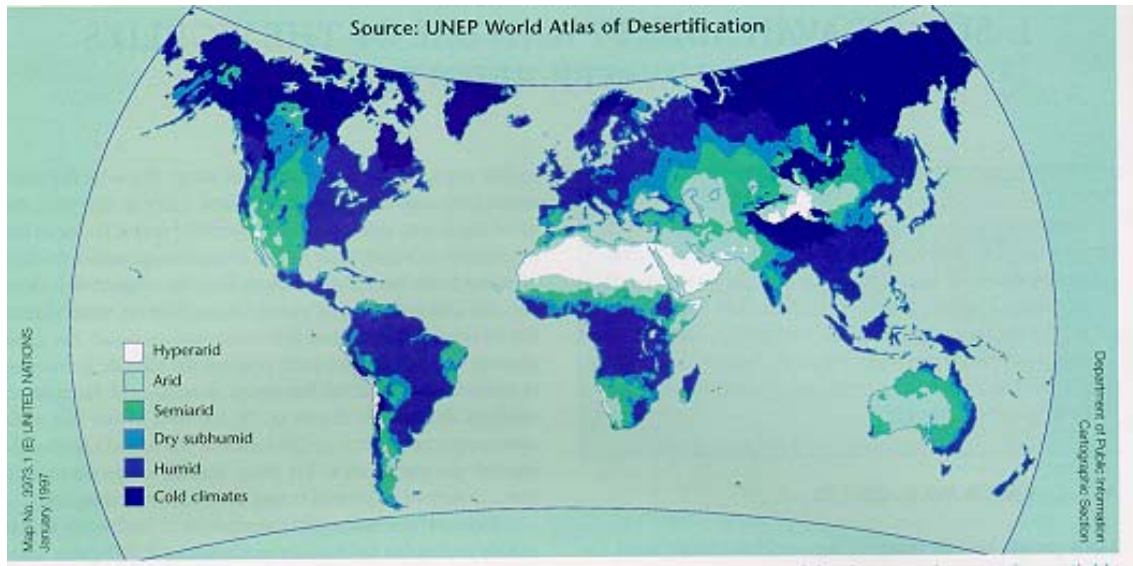 Source: UNEP World Atlas of Desertification
Hyperarid
Arid
Semiarid
Dry subhumid
Humid
Cold climates
Map No. 3973.1 (E) UNITED NATIONS
January 1997
Department of Public Information
Cartographic Section